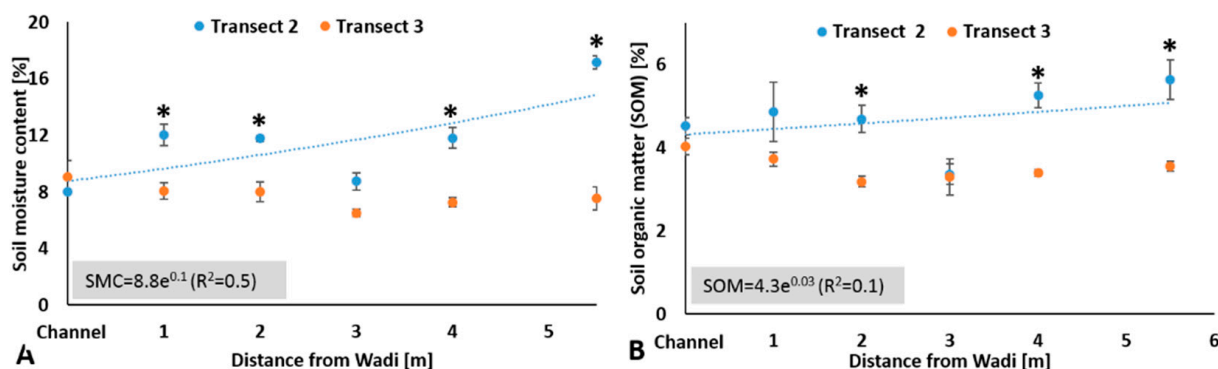 Transect 2 Transect 3
Soil moisture content [%]
20
16
12
8
4
0
* * * *
SMC=8.8e^0.1 (R²=0.5)
Channel 1 2 3 4 5
Distance from Wadi [m]
A
Transect 2 Transect 3
Soil organic matter (SOM) [%]
6
4
2
0
* * *
SOM=4.3e^0.03 (R²=0.1)
Channel 1 2 3 4 5 6
Distance from Wadi [m]
B